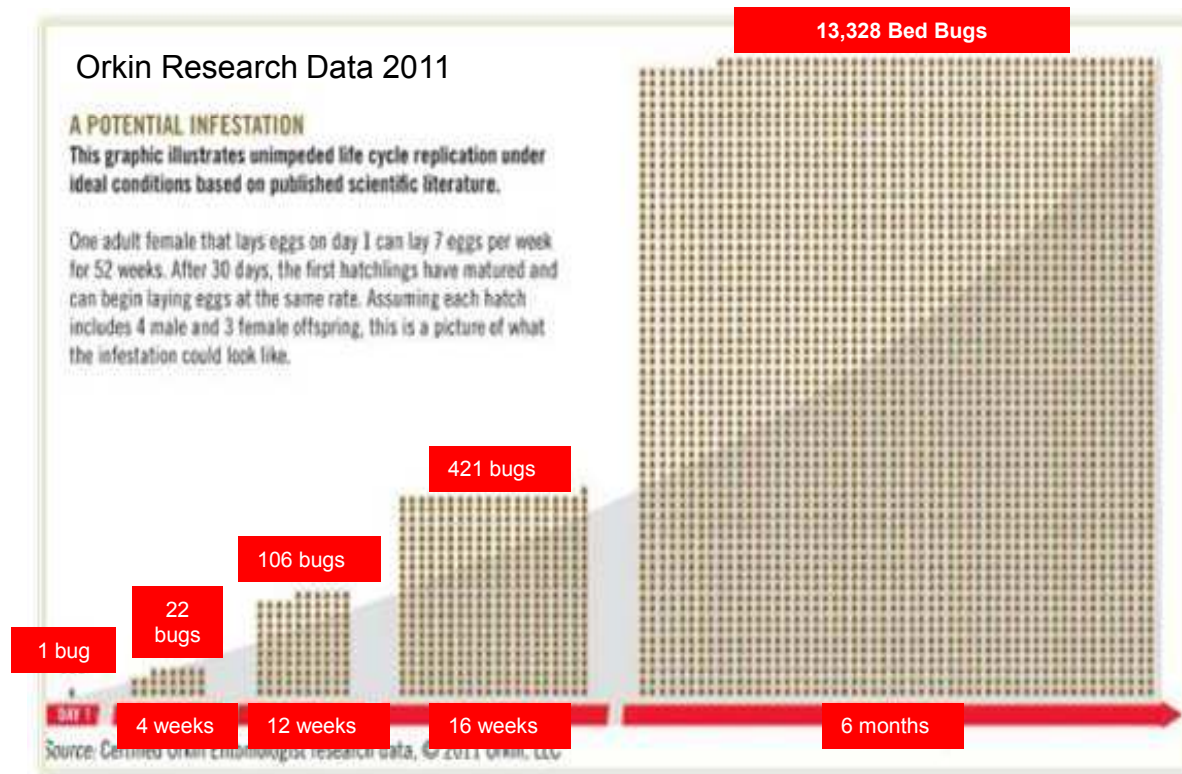 13,328 Bed Bugs
Orkin Research Data 2011
A POTENTIAL INFESTATION
This graphic illustrates unimpeded life cycle replication under
ideal conditions based on published scientific literature.
One adult female that lays eggs on day 1 can lay 7 eggs per week
for 52 weeks. After 30 days, the first hatchlings have matured and
can begin laying eggs at the same rate. Assuming each hatch
includes 4 male and 3 female offspring, this is a picture of what
the infestation could look like.
421 bugs
106 bugs
22
bugs
1 bug
DAY 1
4 weeks
12 weeks
16 weeks
6 months
Source: Certified Orkin Entomologist research data, © 2011 Orkin, LLC